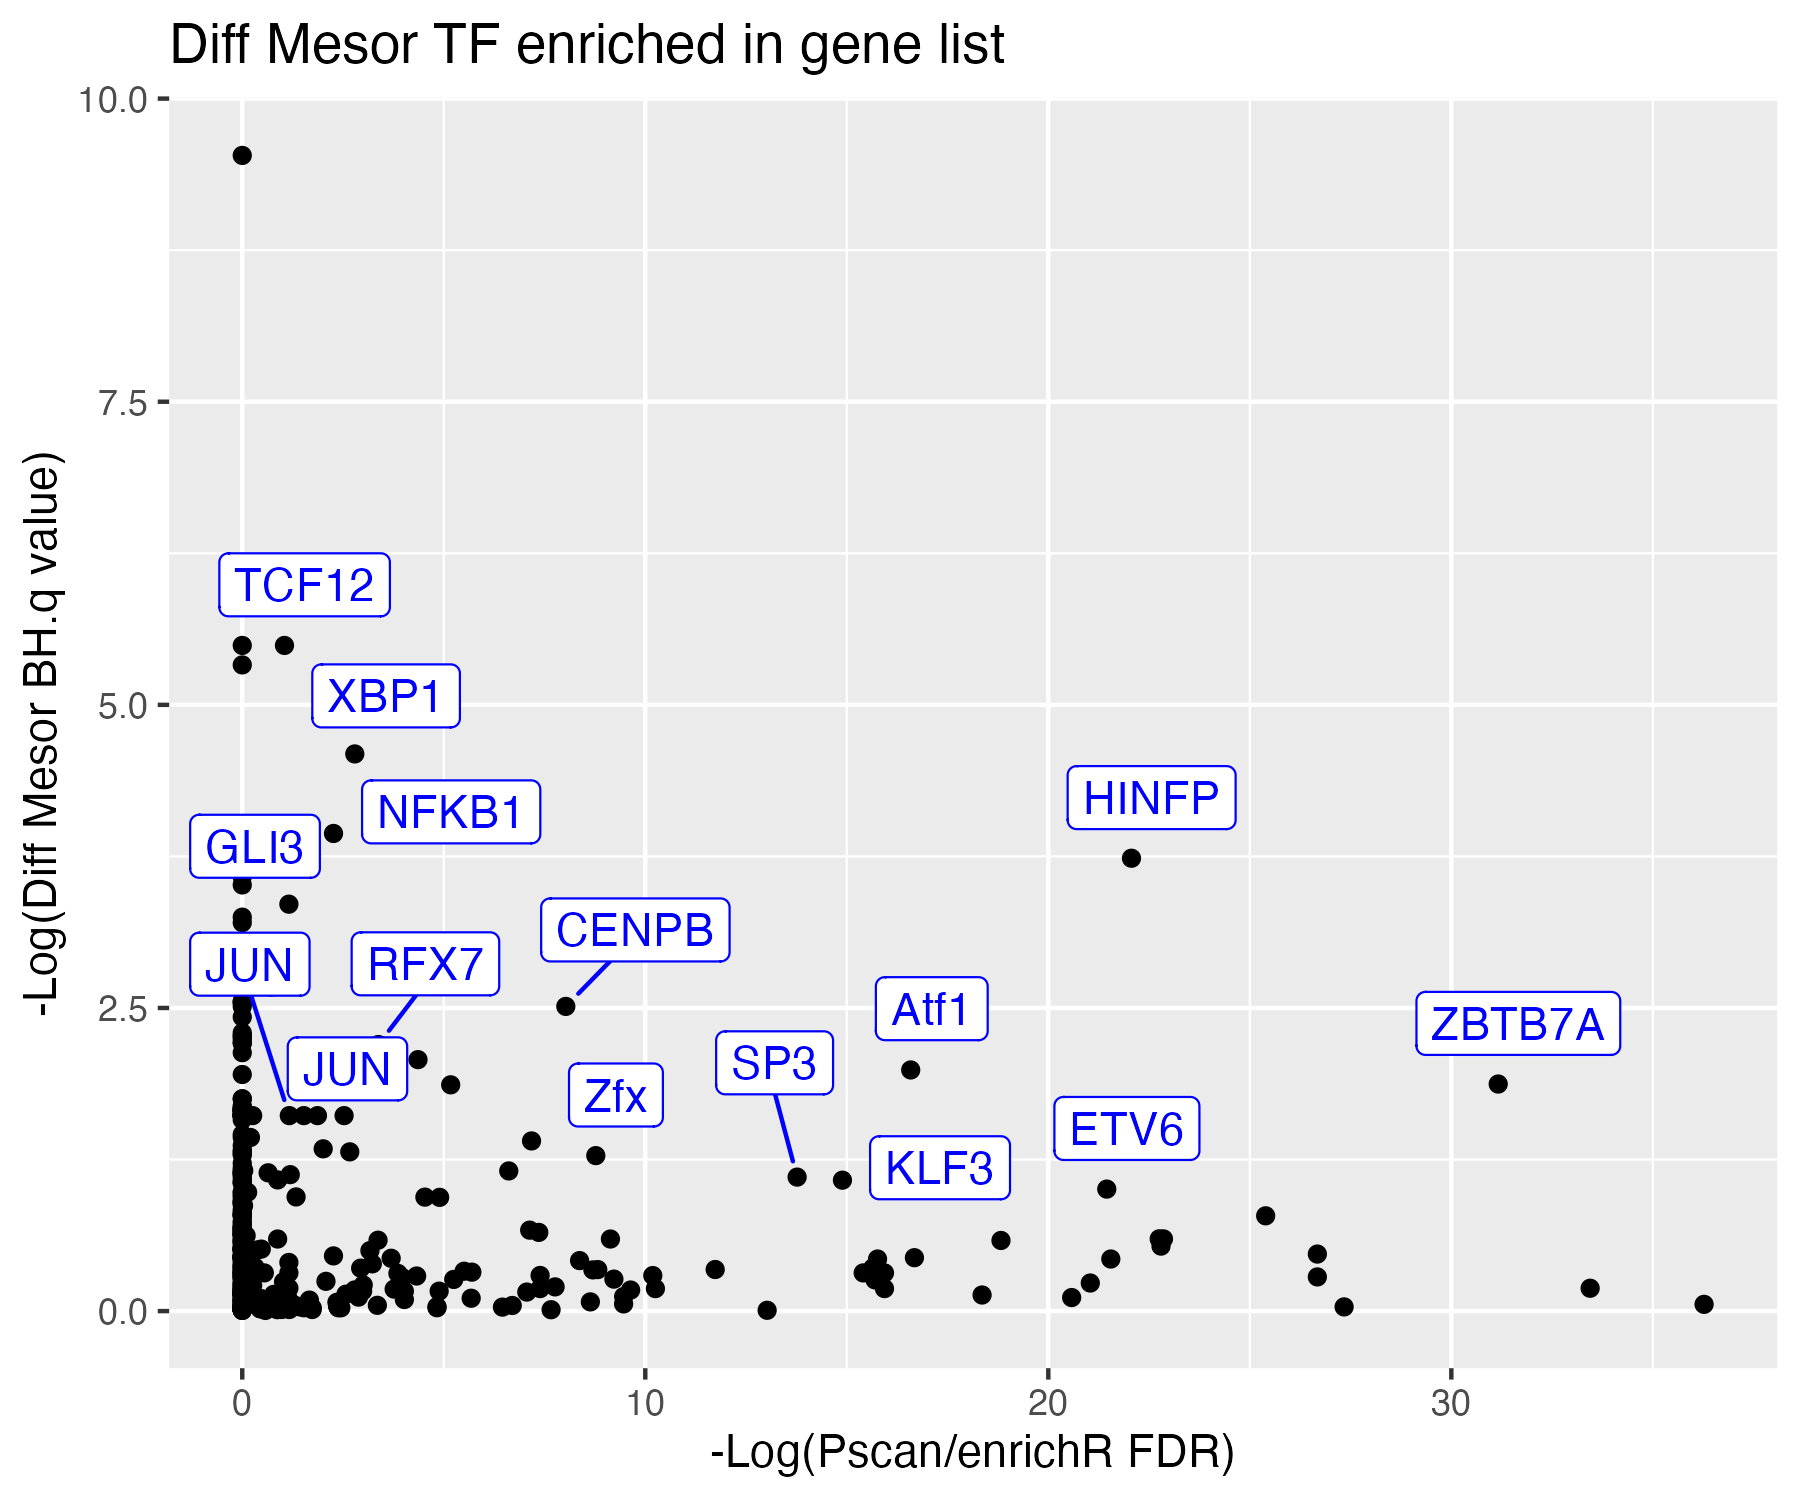 Diff Mesor TF enriched in gene list
10.0
7.5
5.0
2.5
0.0
-Log(Diff Mesor BH.q value)
TCF12
XBP1
NFKB1
HINFP
GLI3
CENPB
JUN
RFX7
Atf1
ZBTB7A
SP3
JUN
Zfx
ETV6
KLF3
0
10
20
30
-Log(Pscan/enrichR FDR)